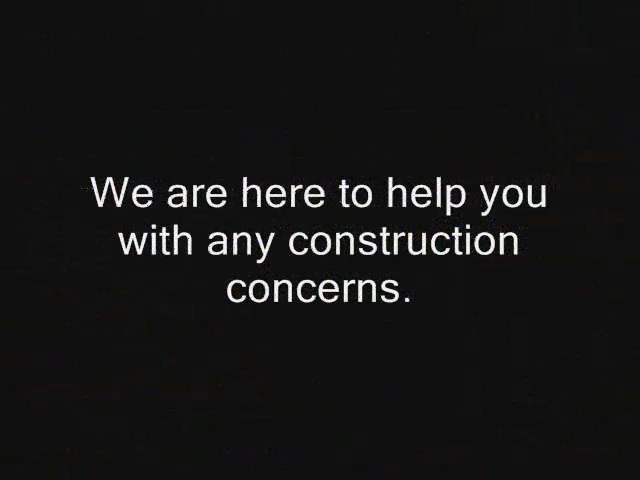 We are here to help you
with any construction
concerns.